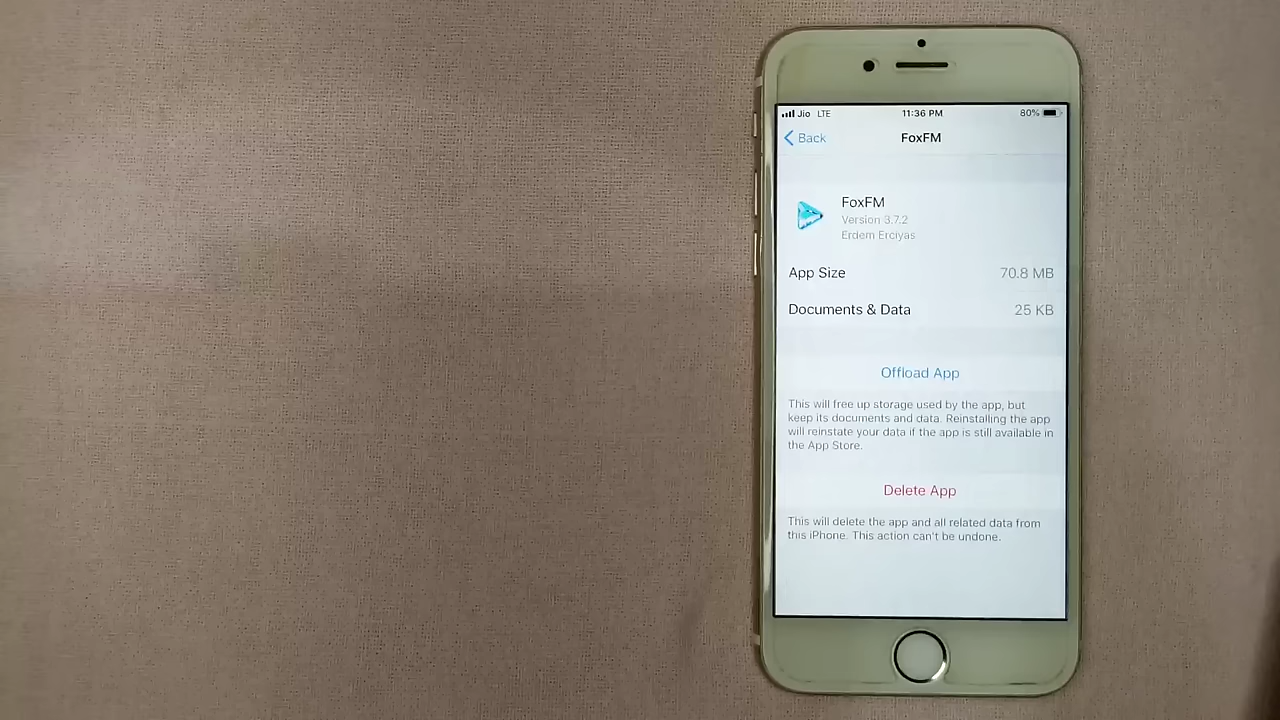 Jio LTE 11:36 PM 80%
Back FoxFM
FoxFM
Version 3.7.2
Erdem Erciyas
App Size 70.8 MB
Documents & Data 25 KB
Offload App
This will free up storage used by the app, but
keep its documents and data. Reinstalling the app
will reinstate your data if the app is still available in
the App Store.
Delete App
This will delete the app and all related data from
this iPhone. This action can't be undone.